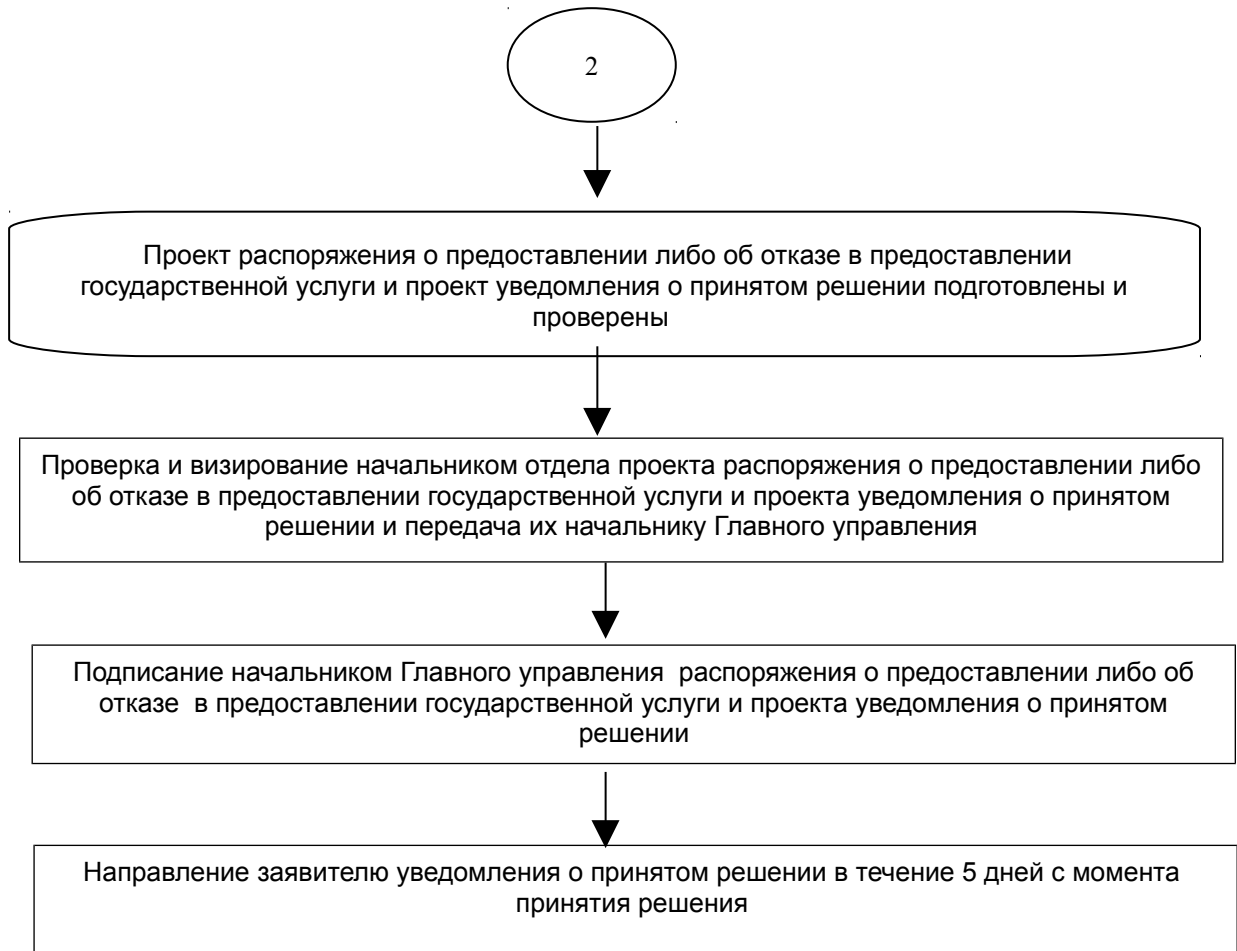 2
Проект распоряжения о предоставлении либо об отказе в предоставлении
государственной услуги и проект уведомления о принятом решении подготовлены и
проверены
Проверка и визирование начальником отдела проекта распоряжения о предоставлении либо
об отказе в предоставлении государственной услуги и проекта уведомления о принятом
решении и передача их начальнику Главного управления
Подписание начальником Главного управления  распоряжения о предоставлении либо об
отказе  в предоставлении государственной услуги и проекта уведомления о принятом
решении
Направление заявителю уведомления о принятом решении в течение 5 дней с момента
принятия решения